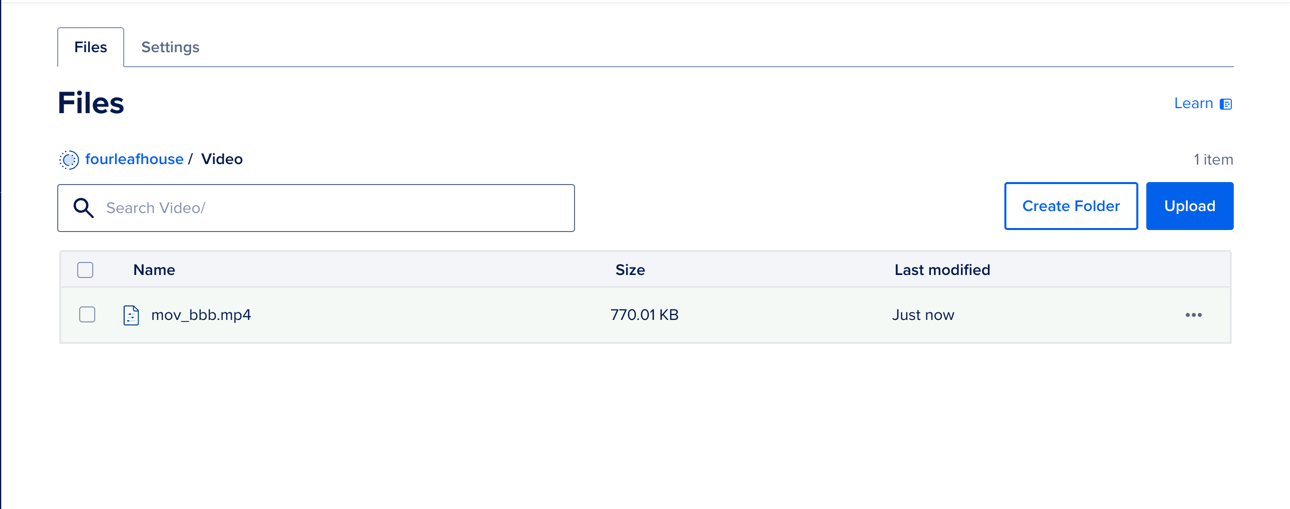 Files Settings
Files
Learn
fourleafhouse / Video
1 item
Search Video/
Create Folder Upload
Name Size Last modified
mov_bbb.mp4 770.01 KB Just now